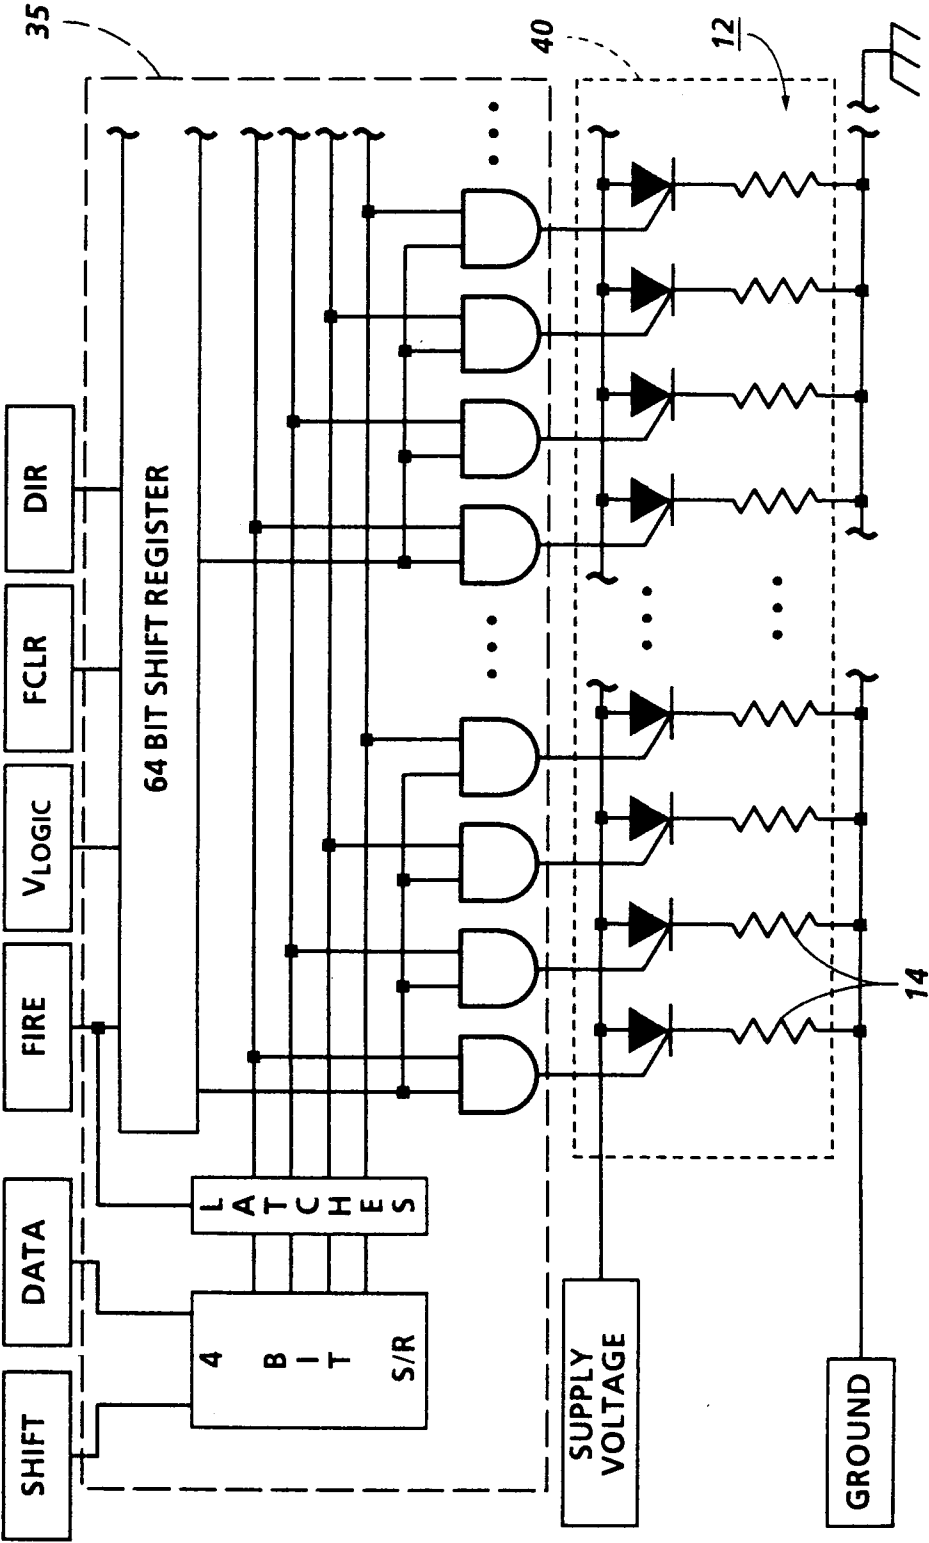 SHIFT
DATA
FIRE
VLOGIC
FCLR
DIR
35
64 BIT SHIFT REGISTER
LATCHES
4 BIT S/R
40
12
SUPPLY
VOLTAGE
14
GROUND